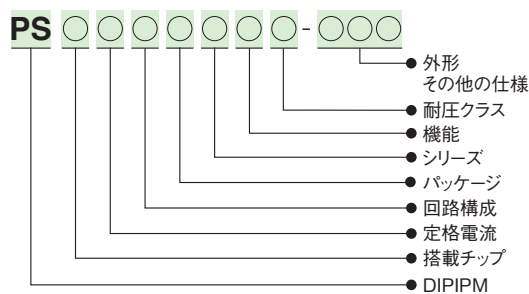 PS ○○○○○○○-○○○
外形
その他の仕様
耐圧クラス
機能
シリーズ
パッケージ
回路構成
定格電流
搭載チップ
DIPIPM